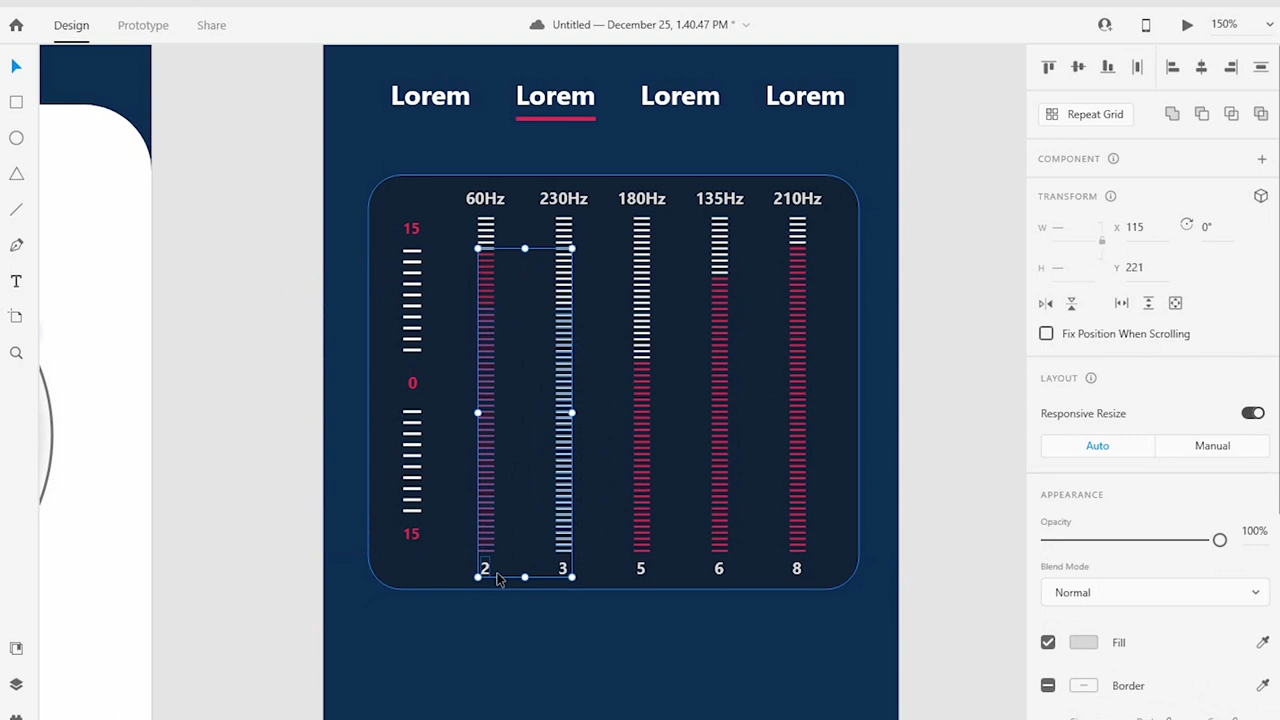 Design Prototype Share Untitled — December 25, 1.40.47 PM * 150%
Lorem Lorem Lorem Lorem
Repeat Grid
COMPONENT
60Hz 230Hz 180Hz 135Hz 210Hz
TRANSFORM
15
W X 115 0°
H Y 221
Fix Position When Scrolling
0
LAYOUT
Responsive Resize
Auto Manual
APPEARANCE
15
Opacity
100%
2 3 5 6 8
Blend Mode
Normal
Fill
Border